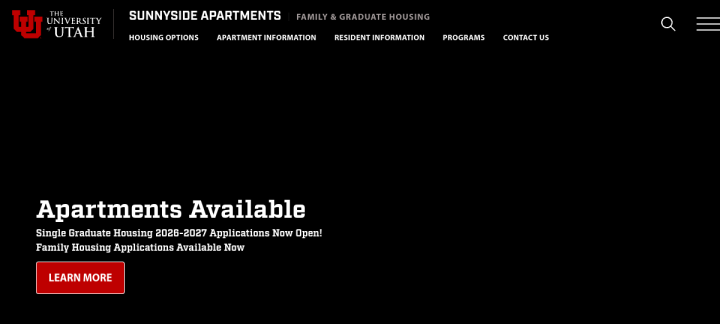 THE UNIVERSITY of UTAH
SUNNYSIDE APARTMENTS
FAMILY & GRADUATE HOUSING
HOUSING OPTIONS
APARTMENT INFORMATION
RESIDENT INFORMATION
PROGRAMS
CONTACT US
Apartments Available
Single Graduate Housing 2026-2027 Applications Now Open!
Family Housing Applications Available Now
LEARN MORE